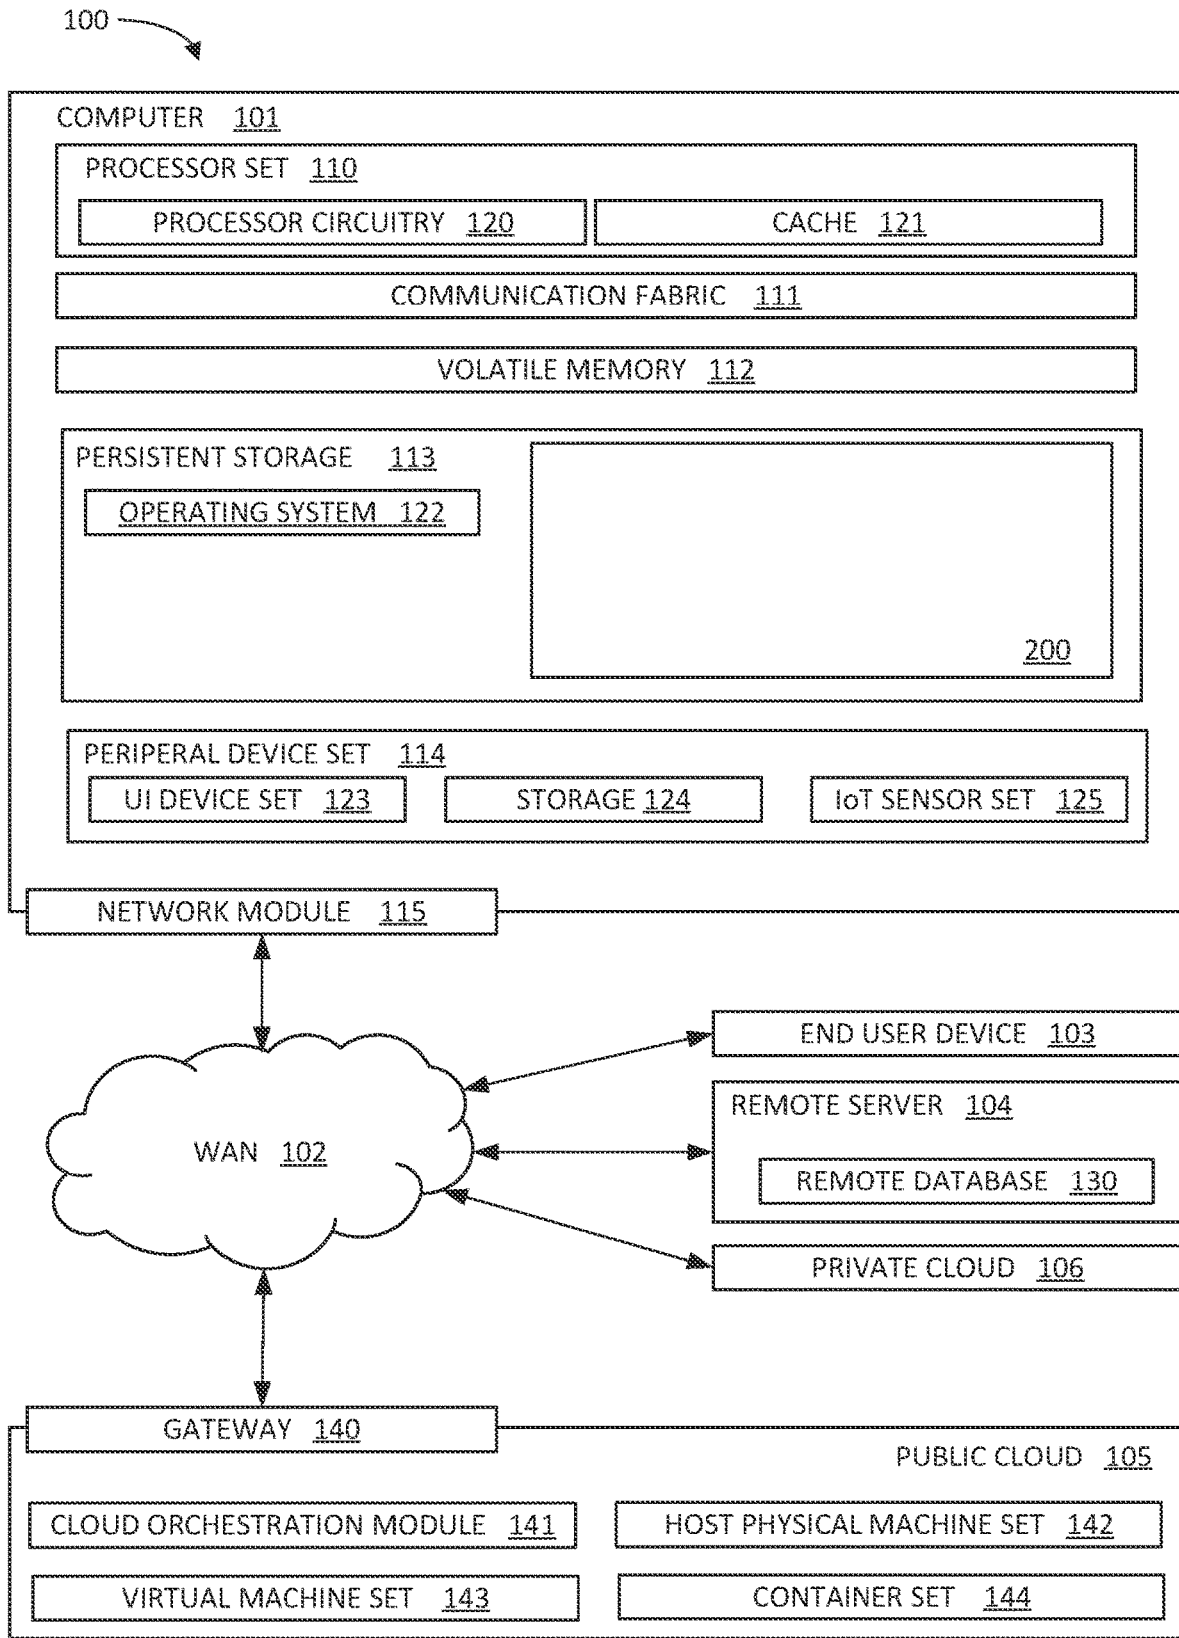 100
COMPUTER 101
PROCESSOR SET 110
PROCESSOR CIRCUITRY 120
CACHE 121
COMMUNICATION FABRIC 111
VOLATILE MEMORY 112
PERSISTENT STORAGE 113
OPERATING SYSTEM 122
200
PERIPERAL DEVICE SET 114
UI DEVICE SET 123
STORAGE 124
IoT SENSOR SET 125
NETWORK MODULE 115
END USER DEVICE 103
REMOTE SERVER 104
WAN 102
REMOTE DATABASE 130
PRIVATE CLOUD 106
GATEWAY 140
PUBLIC CLOUD 105
CLOUD ORCHESTRATION MODULE 141
HOST PHYSICAL MACHINE SET 142
VIRTUAL MACHINE SET 143
CONTAINER SET 144